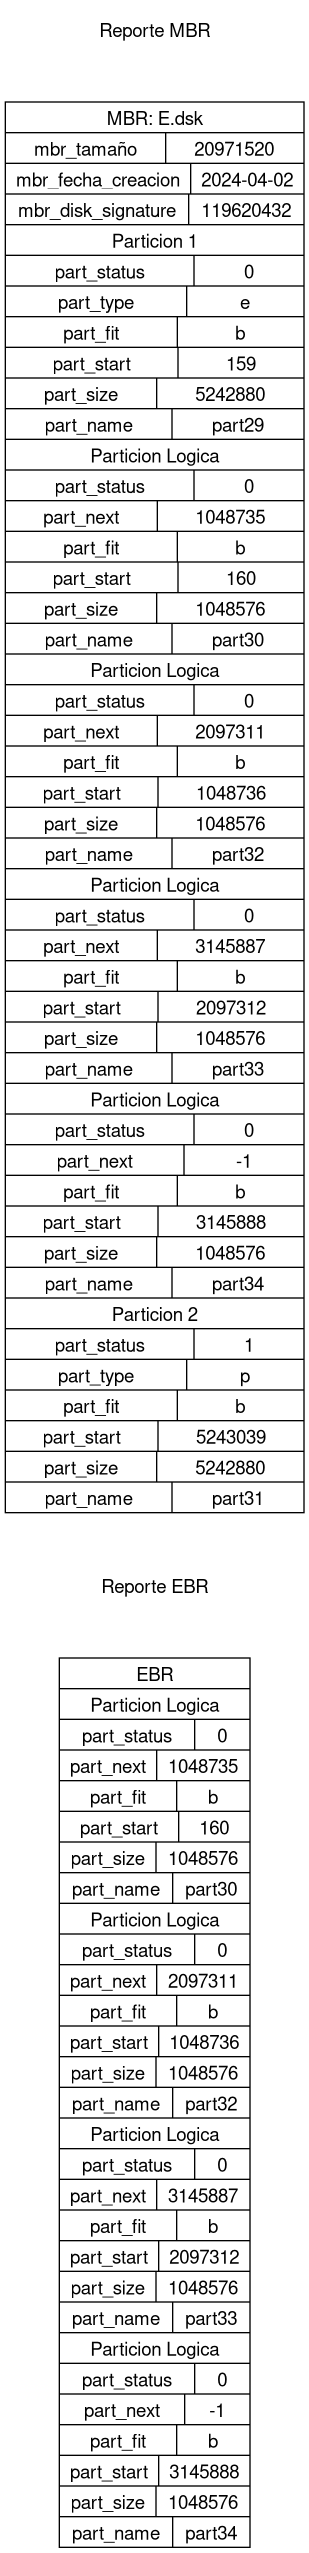 Reporte MBR
MBR: E.dsk
mbr_tamaño 20971520
mbr_fecha_creacion 2024-04-02
mbr_disk_signature 119620432
Particion 1
part_status 0
part_type e
part_fit b
part_start 159
part_size 5242880
part_name part29
Particion Logica
part_status 0
part_next 1048735
part_fit b
part_start 160
part_size 1048576
part_name part30
Particion Logica
part_status 0
part_next 2097311
part_fit b
part_start 1048736
part_size 1048576
part_name part32
Particion Logica
part_status 0
part_next 3145887
part_fit b
part_start 2097312
part_size 1048576
part_name part33
Particion Logica
part_status 0
part_next -1
part_fit b
part_start 3145888
part_size 1048576
part_name part34
Particion 2
part_status 1
part_type p
part_fit b
part_start 5243039
part_size 5242880
part_name part31
Reporte EBR
EBR
Particion Logica
part_status 0
part_next 1048735
part_fit b
part_start 160
part_size 1048576
part_name part30
Particion Logica
part_status 0
part_next 2097311
part_fit b
part_start 1048736
part_size 1048576
part_name part32
Particion Logica
part_status 0
part_next 3145887
part_fit b
part_start 2097312
part_size 1048576
part_name part33
Particion Logica
part_status 0
part_next -1
part_fit b
part_start 3145888
part_size 1048576
part_name part34